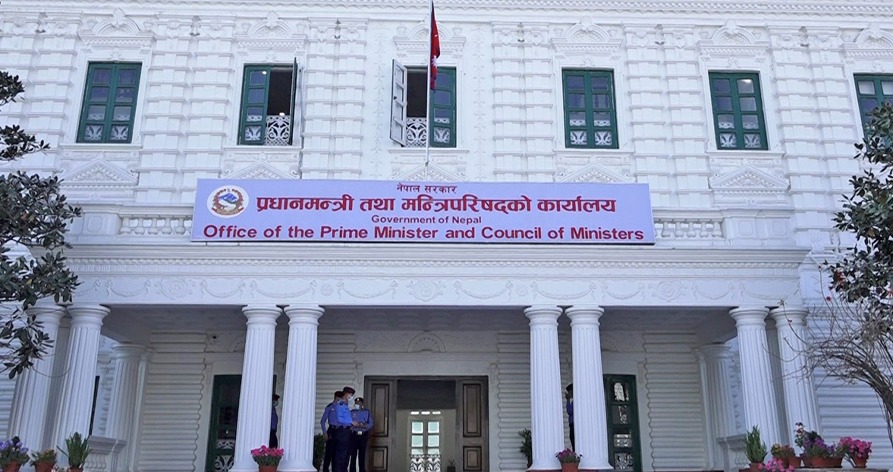 नेपाल सरकार
प्रधानमन्त्री तथा मन्त्रिपरिषद्को कार्यालय
Government of Nepal
Office of the Prime Minister and Council of Ministers